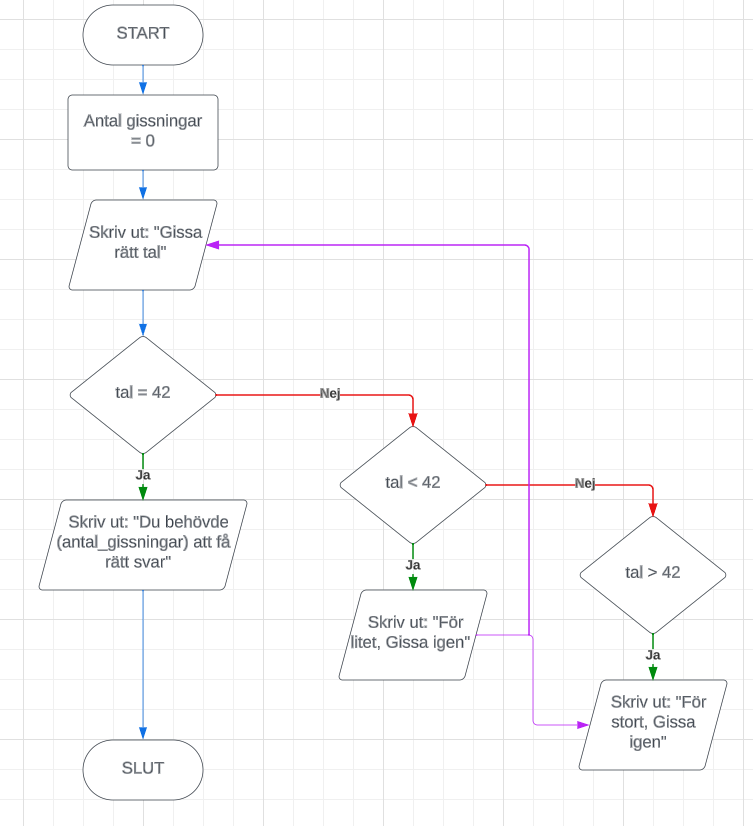 START
Antal gissningar
= 0
Skriv ut: "Gissa
rätt tal"
tal = 42
Nej
Ja
tal < 42
Nej
Ja
tal > 42
Ja
Skriv ut: "Du behövde
(antal_gissningar) att få
rätt svar"
Skriv ut: "För
litet, Gissa igen"
Skriv ut: "För
stort, Gissa
igen"
SLUT